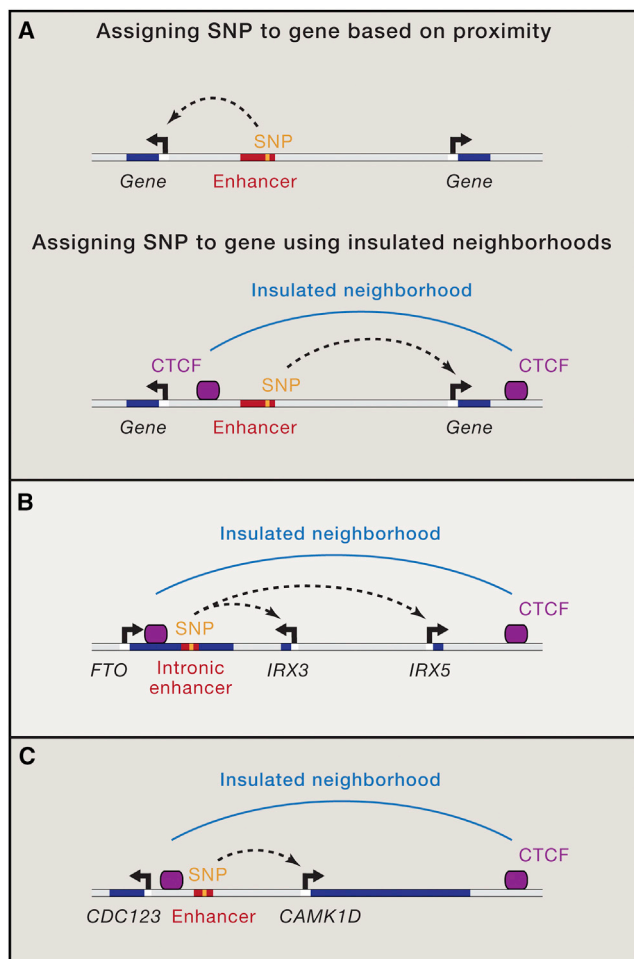 A
Assigning SNP to gene based on proximity
SNP
Gene
Enhancer
Gene
Assigning SNP to gene using insulated neighborhoods
Insulated neighborhood
CTCF
SNP
CTCF
Gene
Enhancer
Gene
B
Insulated neighborhood
SNP
CTCF
FTO
Intronic
enhancer
IRX3
IRX5
C
Insulated neighborhood
SNP
CTCF
CDC123
Enhancer
CAMK1D